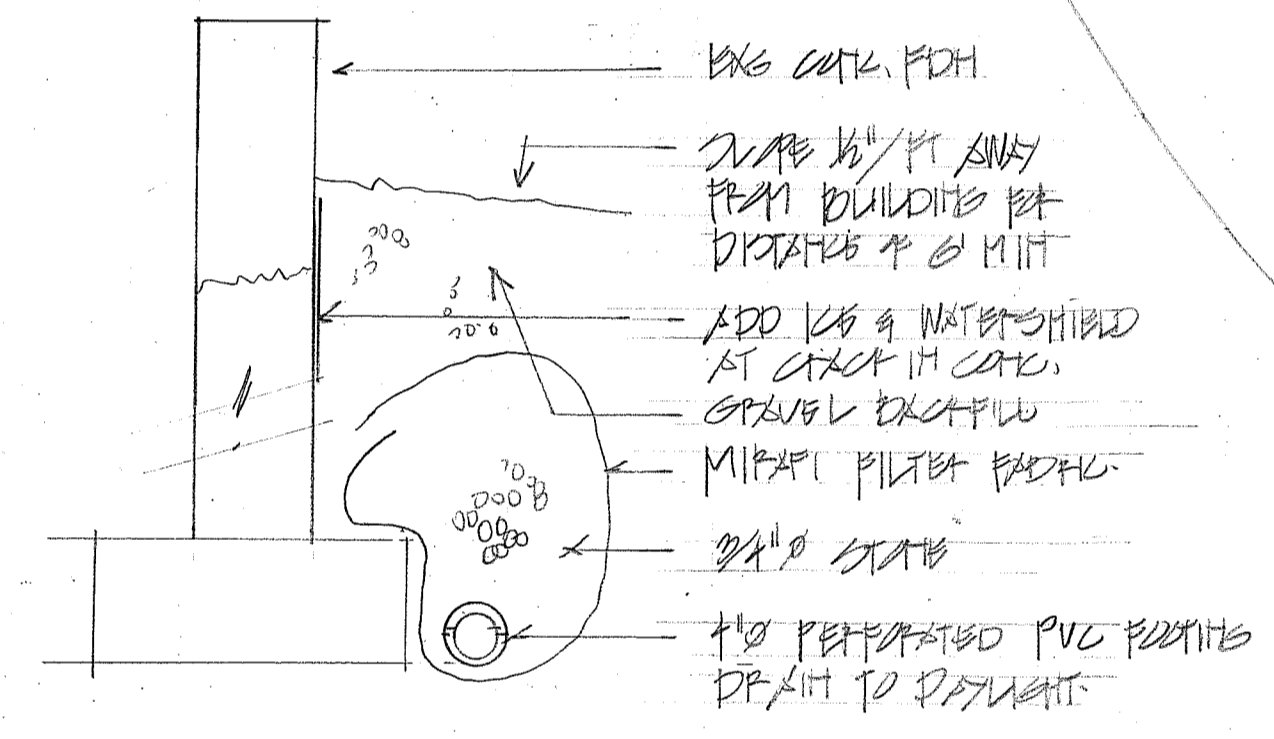 EXG CONC. FDN
SLOPE 1/2"/FT AWAY
FROM BUILDING FOR
DISTANCE OF 6' MIN
ADD ICE & WATERSHIELD
AT CRACK IN CONC.
GRAVEL BACKFILL
MIRAFI FILTER FABRIC.
3/4"Ø STONE
4"Ø PERFORATED PVC FOOTING
DRAIN TO DAYLIGHT.